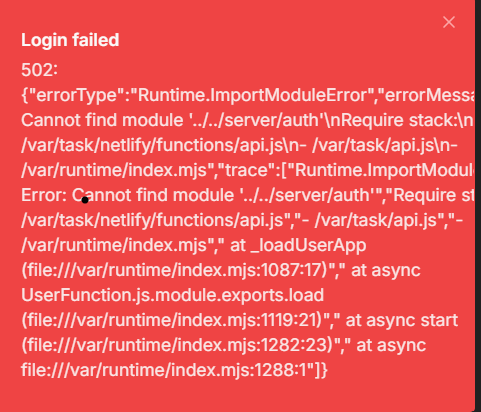 Login failed
502:
{"errorType":"Runtime.ImportModuleError","errorMessa
Cannot find module '../../server/auth'\nRequire stack:\n
/var/task/netlify/functions/api.js\n- /var/task/api.js\n-
/var/runtime/index.mjs","trace":["Runtime.ImportModul
Error: Cannot find module '../../server/auth'","Require st
/var/task/netlify/functions/api.js","- /var/task/api.js","-
/var/runtime/index.mjs"," at _loadUserApp
(file:///var/runtime/index.mjs:1087:17)"," at async
UserFunction.js.module.exports.load
(file:///var/runtime/index.mjs:1119:21)"," at async start
(file:///var/runtime/index.mjs:1282:23)"," at async
file:///var/runtime/index.mjs:1288:1"]}